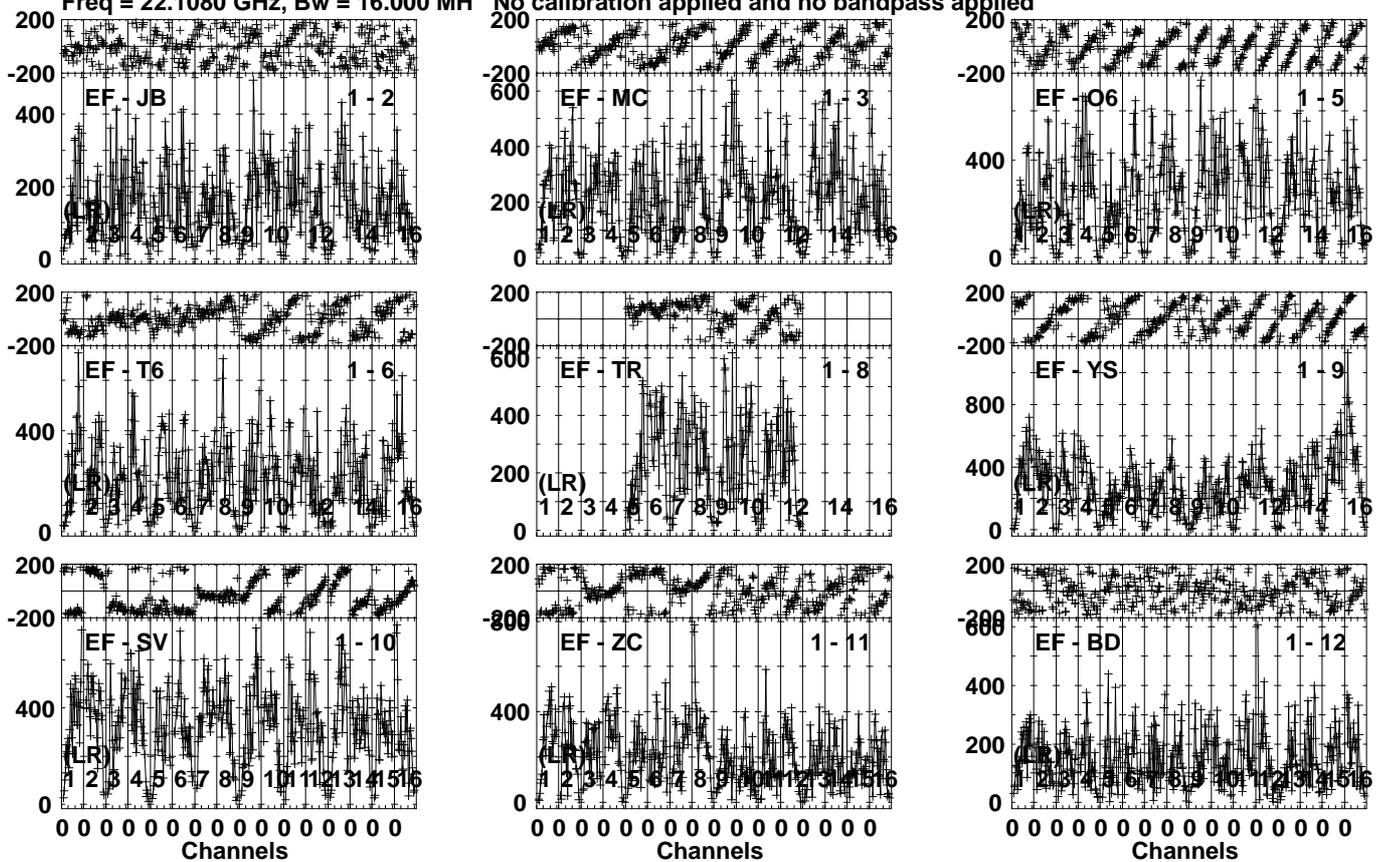 Freq = 22.1080 GHz, Bw = 16.000 MH No calibration applied and no bandpass applied
200
-200
400
200
0
EF - JB 1 - 2
(LR)
1 2 3 4 5 6 7 8 9 10 12 14 16
200
-200
600
400
200
0
EF - MC 1 - 3
(LR)
1 2 3 4 5 6 7 8 9 10 12 14 16
200
-200
400
0
EF - O6 1 - 5
(LR)
1 2 3 4 5 6 7 8 9 10 12 14 16
200
-200
400
0
EF - T6 1 - 6
(LR)
1 2 3 4 5 6 7 8 9 10 12 14 16
200
-200
600
400
200
0
EF - TR 1 - 8
(LR)
1 2 3 4 5 6 7 8 9 10 12 14 16
200
-200
800
400
0
EF - YS 1 - 9
(LR)
1 2 3 4 5 6 7 8 9 10 12 14 16
200
-200
400
0
EF - SV 1 - 10
(LR)
1 2 3 4 5 6 7 8 9 10 11 12 13 14 15 16
0 0 0 0 0 0 0 0 0 0 0 0 0 0 0 0
Channels
200
-200
800
400
0
EF - ZC 1 - 11
(LR)
1 2 3 4 5 6 7 8 9 10 11 12 13 14 15 16
0 0 0 0 0 0 0 0 0 0 0 0 0 0 0 0
Channels
200
-200
600
400
200
0
EF - BD 1 - 12
(LR)
1 2 3 4 5 6 7 8 9 10 11 12 13 14 15 16
0 0 0 0 0 0 0 0 0 0 0 0 0 0 0 0
Channels